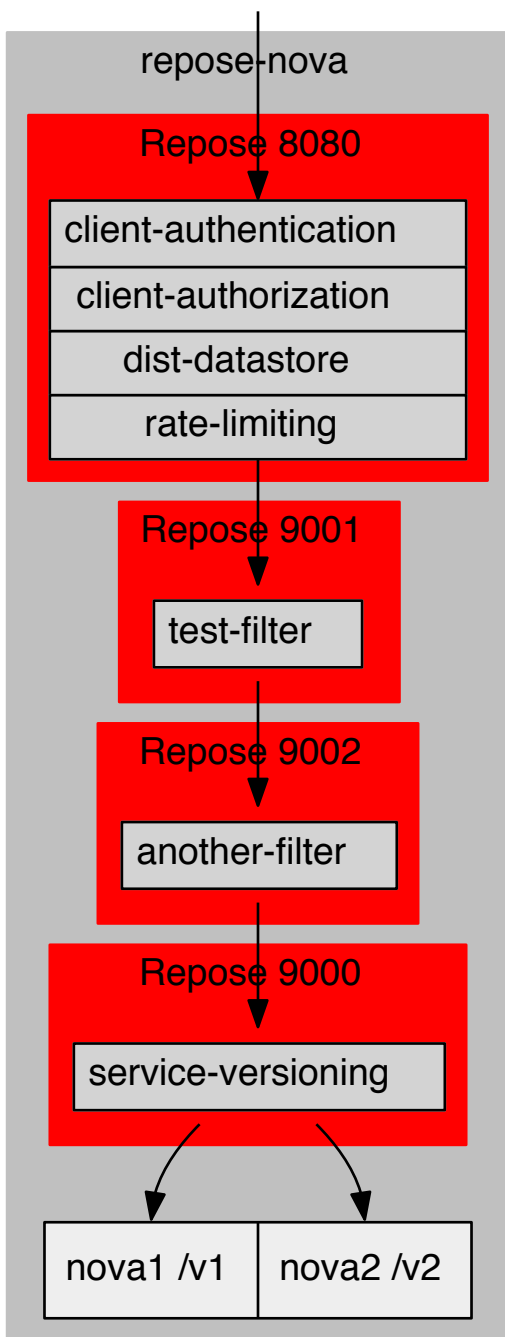 repose-nova
Repose 8080
client-authentication
client-authorization
dist-datastore
rate-limiting
Repose 9001
test-filter
Repose 9002
another-filter
Repose 9000
service-versioning
nova1 /v1
nova2 /v2